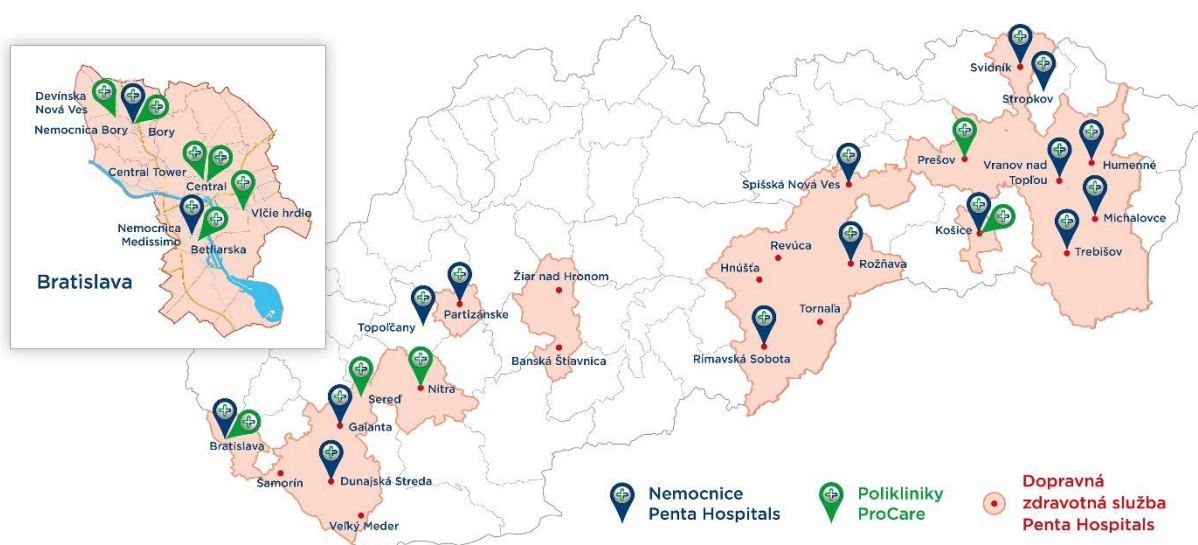 Devínska
Nová Ves
Nemocnica Bory
Bory
Central Tower
Central
Vlčie hrdlo
Nemocnica
Medissimo
Betliarska
Bratislava
Svidník
Stropkov
Prešov
Vranov nad
Topľou
Humenné
Spišská Nová Ves
Košice
Michalovce
Trebišov
Revúca
Hnúšťa
Rožňava
Tornaľa
Rimavská Sobota
Žiar nad Hronom
Banská Štiavnica
Partizánske
Topoľčany
Nitra
Sereď
Galanta
Bratislava
Šamorín
Dunajská Streda
Veľký Meder
Nemocnice
Penta Hospitals
Polikliniky
ProCare
Dopravná
zdravotná služba
Penta Hospitals